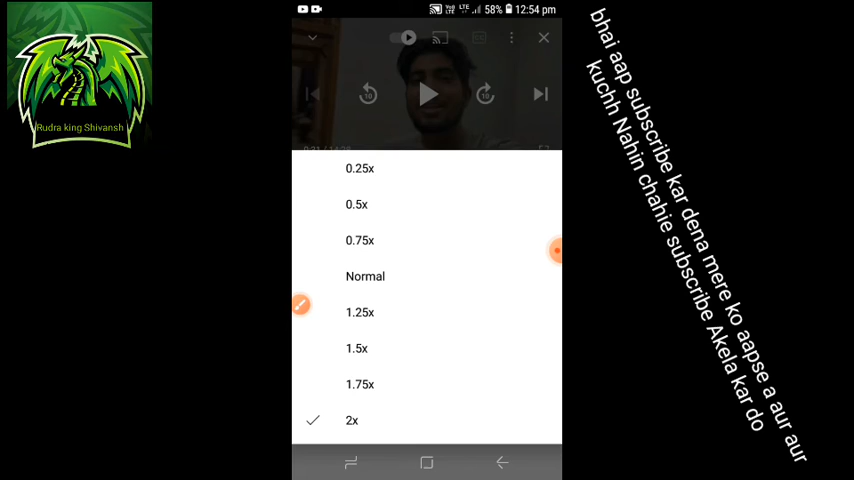 58% 12:54 pm
Rudra king Shivansh
0.25x
0.5x
0.75x
Normal
1.25x
1.5x
1.75x
2x
bhai aap subscribe kar dena mere ko aapse a aur aur
kuchh Nahin chahie subscribe Akela kar do